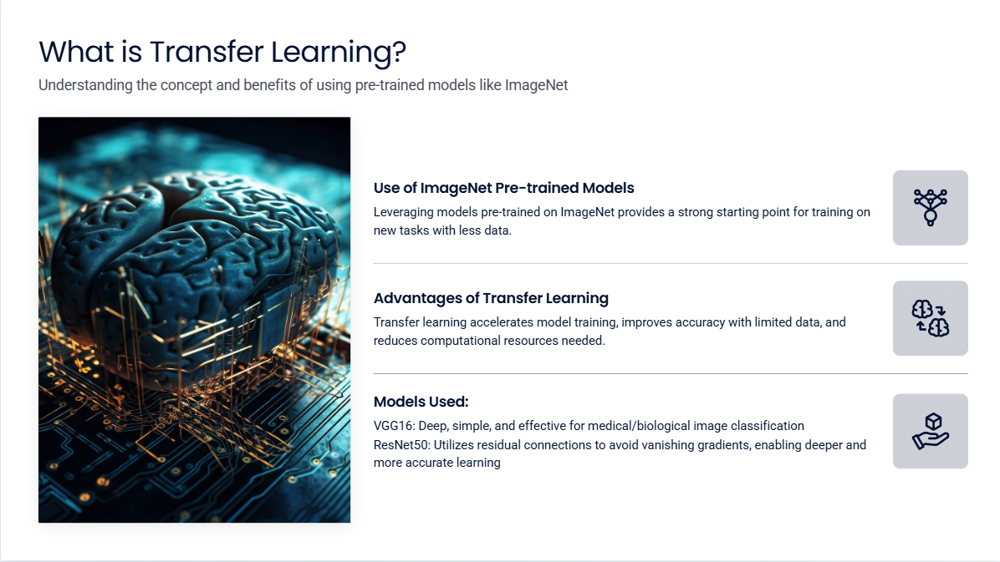 What is Transfer Learning?
Understanding the concept and benefits of using pre-trained models like ImageNet
Use of ImageNet Pre-trained Models
Leveraging models pre-trained on ImageNet provides a strong starting point for training on
new tasks with less data.
Advantages of Transfer Learning
Transfer learning accelerates model training, improves accuracy with limited data, and
reduces computational resources needed.
Models Used:
VGG16: Deep, simple, and effective for medical/biological image classification
ResNet50: Utilizes residual connections to avoid vanishing gradients, enabling deeper and
more accurate learning